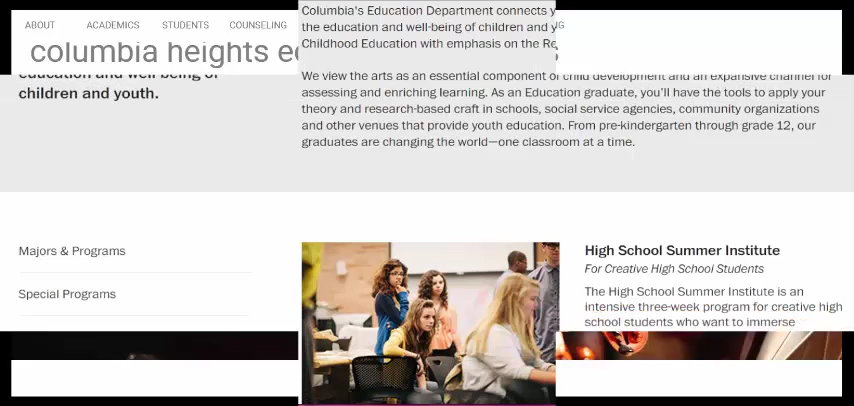 Columbia's Education Department connects y
ABOUT ACADEMICS STUDENTS COUNSELING
the education and well-being of children and y
Childhood Education with emphasis on the Re
columbia heights
education and well-being of
children and youth.
We view the arts as an essential component of child development and an expansive channel for
assessing and enriching learning. As an Education graduate, you'll have the tools to apply your
theory and research-based craft in schools, social service agencies, community organizations
and other venues that provide youth education. From pre-kindergarten through grade 12, our
graduates are changing the world—one classroom at a time.
Majors & Programs
Special Programs
High School Summer Institute
For Creative High School Students
The High School Summer Institute is an
intensive three-week program for creative high
school students who want to immerse